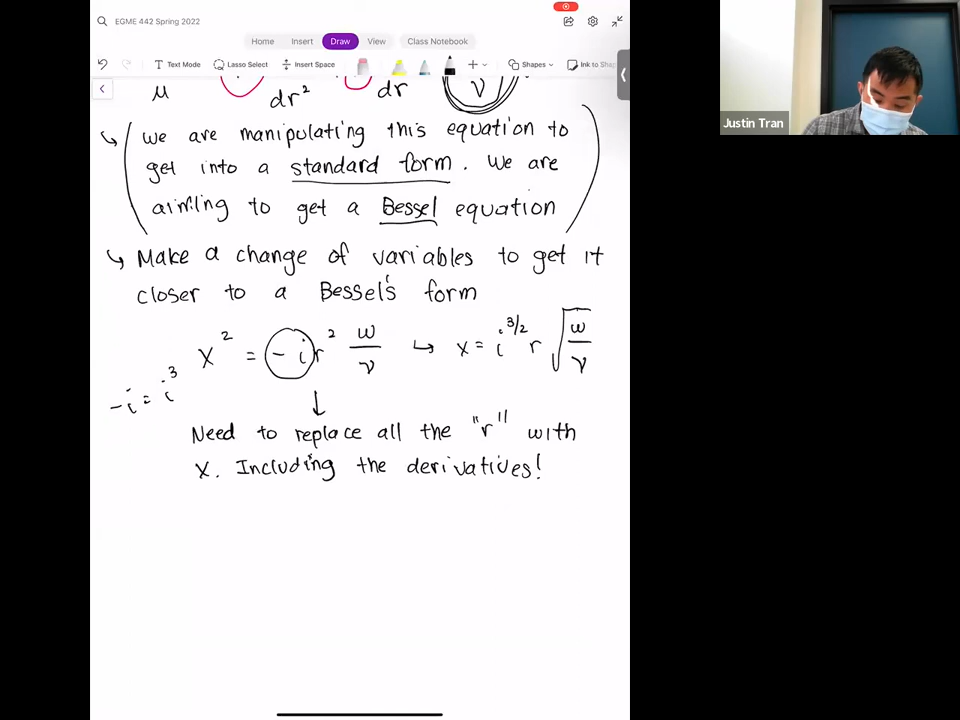 EGME 442 Spring 2022
Home Insert Draw View Class Notebook
Text Mode Lasso Select Insert Space Shapes Ink to Shap
μ dr² dr ν
we are manipulating this equation to
get into a standard form. We are
aiming to get a Bessel equation
Make a change of variables to get it
closer to a Bessel's form
x² = -i r² ω/ν ↳ x = i^3/2 r √ω/ν
-i = i³
Need to replace all the "r" with
x. Including the derivatives!
Justin Tran